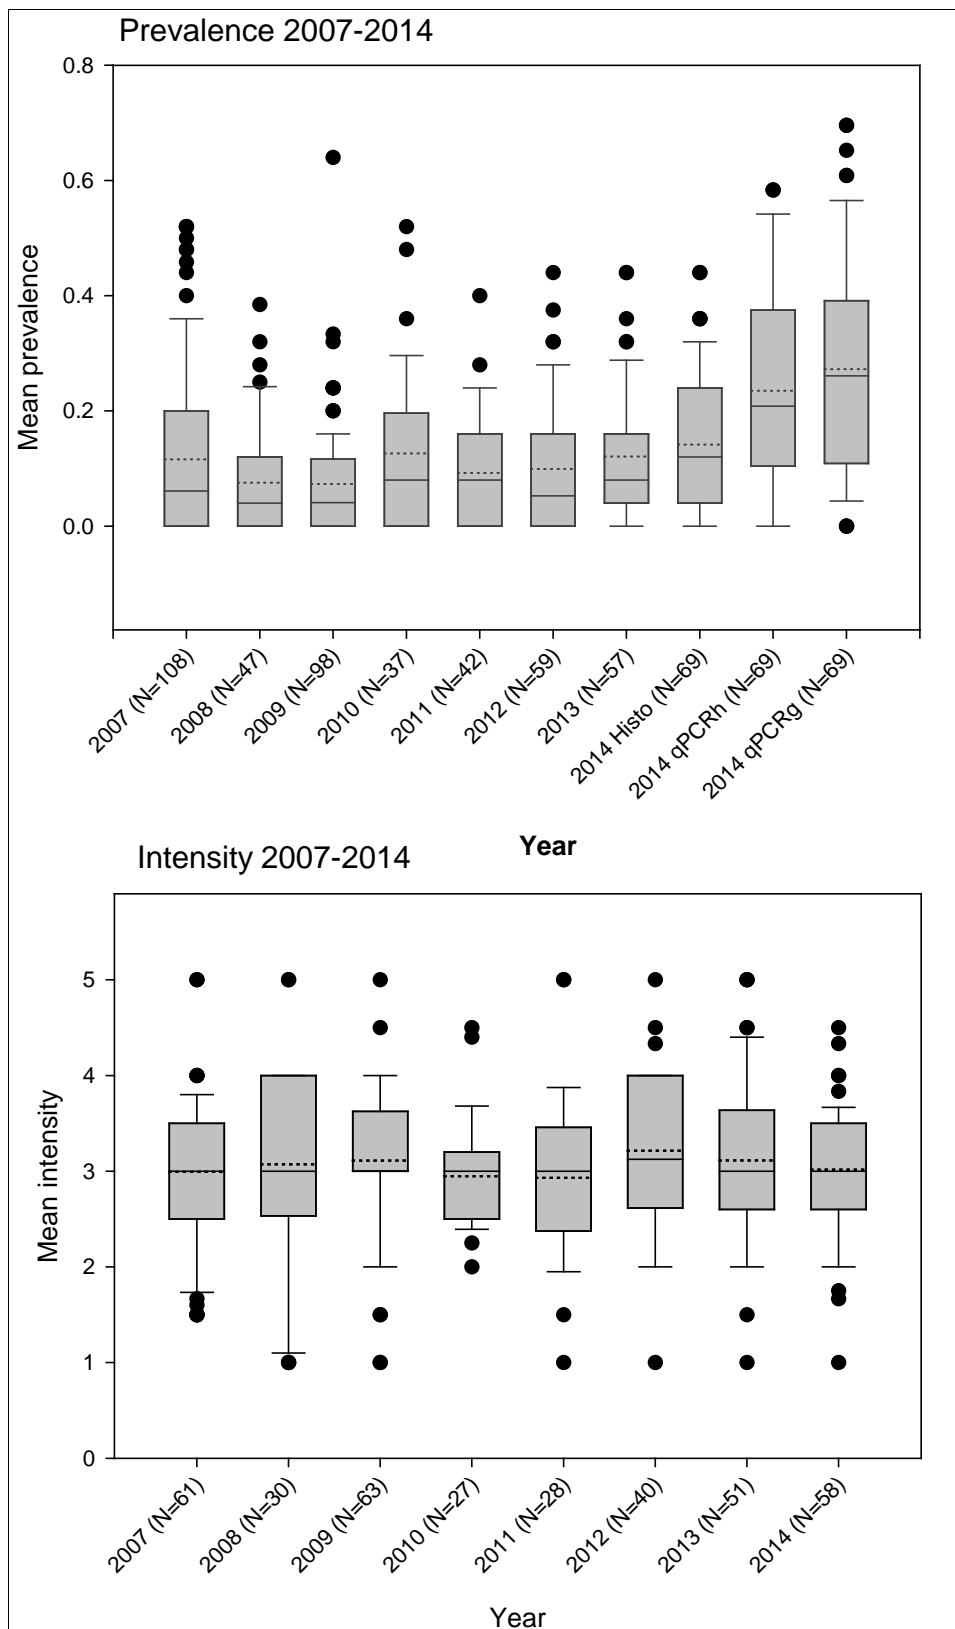 Prevalence 2007-2014
0.8
0.6
0.4
0.2
0.0
Mean prevalence
2007 (N=108)
2008 (N=47)
2009 (N=98)
2010 (N=37)
2011 (N=42)
2012 (N=59)
2013 (N=57)
2014 Histo (N=69)
2014 qPCRh (N=69)
2014 qPCRg (N=69)
Year
Intensity 2007-2014
5
4
3
2
1
0
Mean intensity
2007 (N=61)
2008 (N=30)
2009 (N=63)
2010 (N=27)
2011 (N=28)
2012 (N=40)
2013 (N=51)
2014 (N=58)
Year